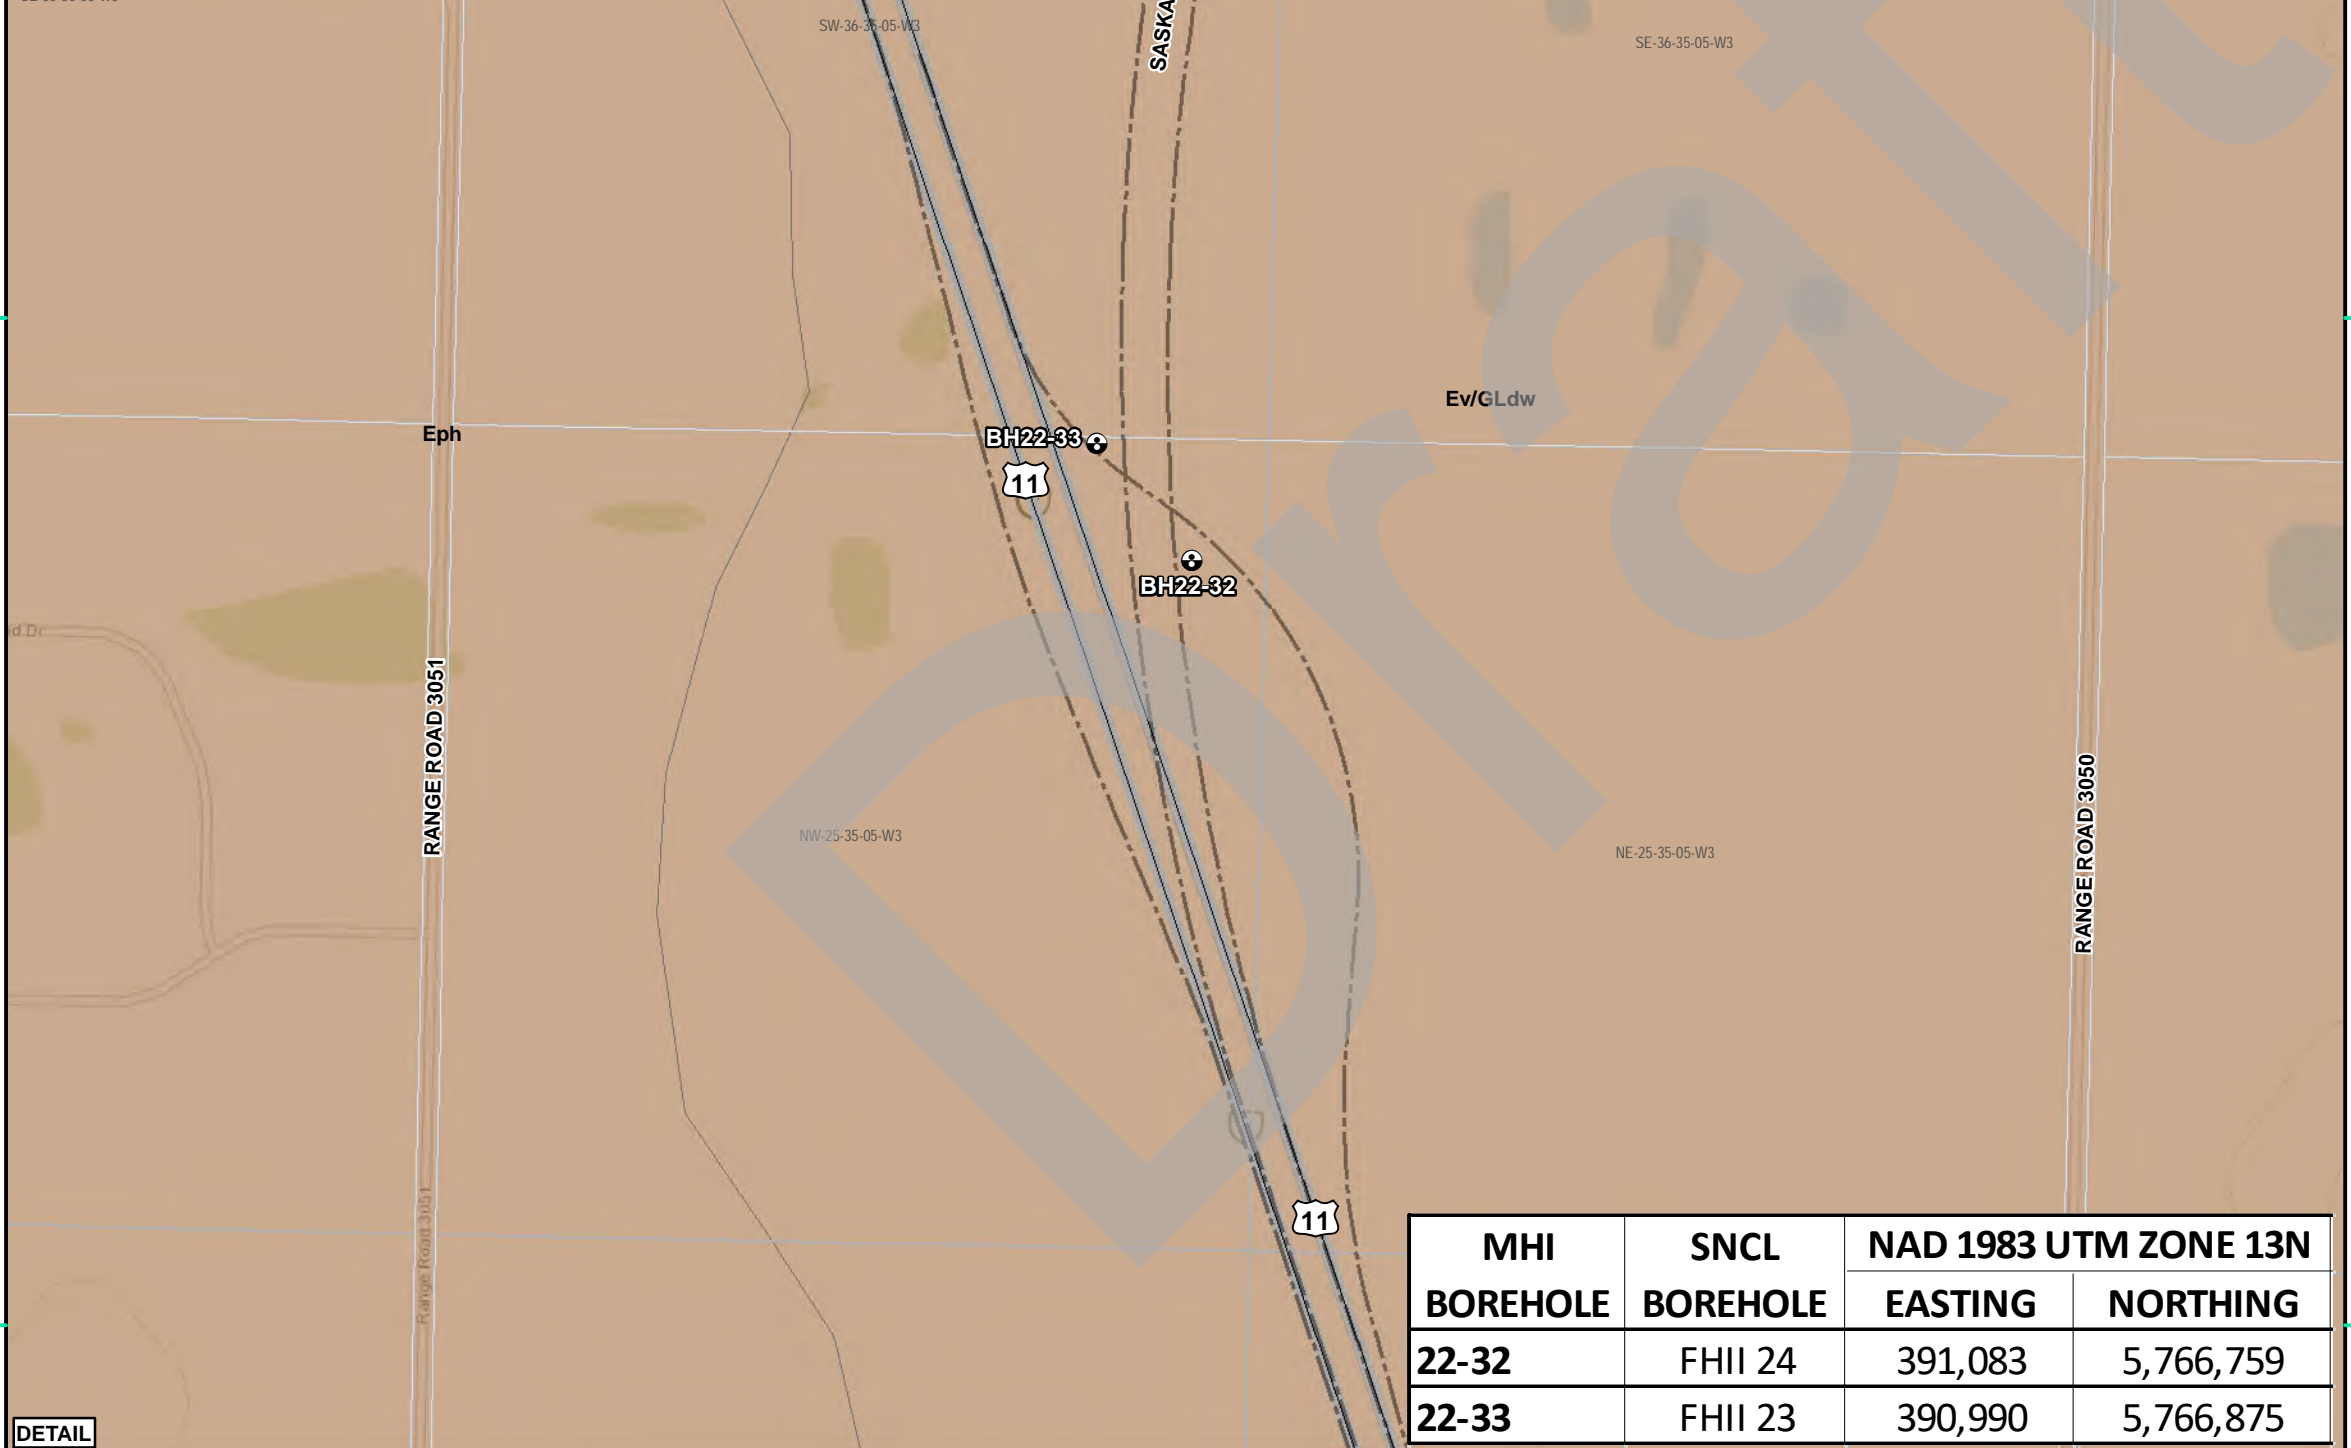 SW-36-35-05-W3
SASKA
SE-36-35-05-W3
Ev/GLdw
Eph
BH22-33
11
BH22-32
RANGE ROAD 3051
RANGE ROAD 3050
NW-25-35-05-W3
NE-25-35-05-W3
Draft
Range Road 3051
11
MHI BOREHOLE SNCL BOREHOLE NAD 1983 UTM ZONE 13N
EASTING NORTHING
22-32 FHII 24 391,083 5,766,759
22-33 FHII 23 390,990 5,766,875
DETAIL